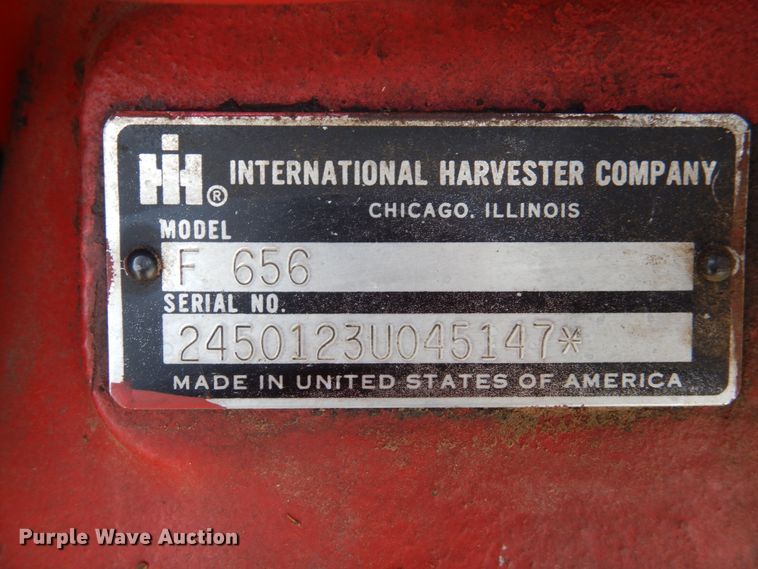 IH® INTERNATIONAL HARVESTER COMPANY
CHICAGO, ILLINOIS
MODEL
F 656
SERIAL NO.
2450123U045147*
MADE IN UNITED STATES OF AMERICA
Purple Wave Auction